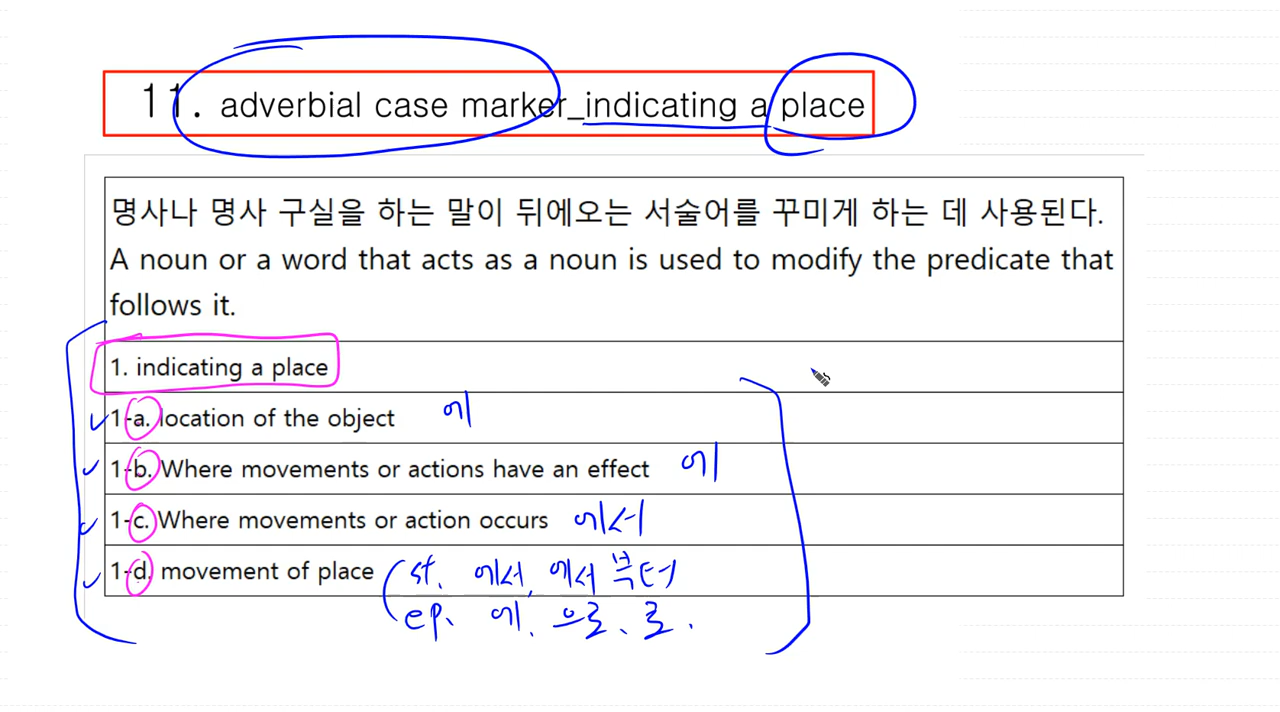 11. adverbial case marker_indicating a place
명사나 명사 구실을 하는 말이 뒤에오는 서술어를 꾸미게 하는 데 사용된다.
A noun or a word that acts as a noun is used to modify the predicate that
follows it.
1. indicating a place
1-a. location of the object 에
1-b. Where movements or actions have an effect 에
1-c. Where movements or action occurs 에서
1-d. movement of place (st. 에서, 에서 부터
ep. 에, 으로, 로.